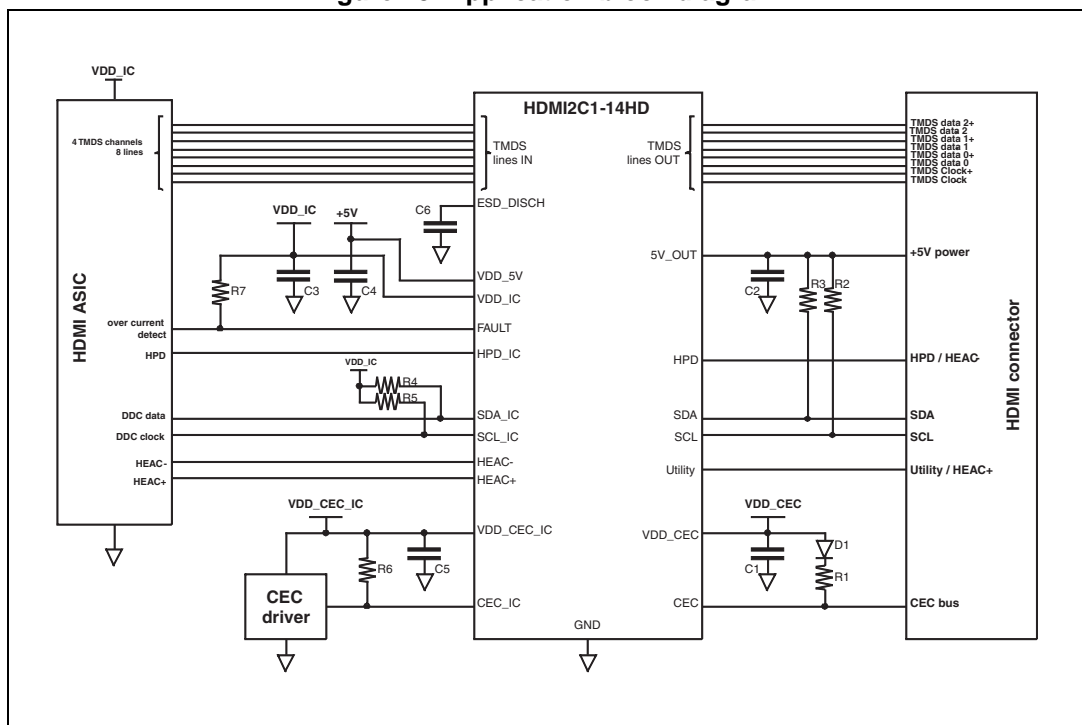 VDD_IC
HDMI2C1-14HD
4 TMDS channels
8 lines
TMDS
lines IN
TMDS
lines OUT
TMDS data 2+
TMDS data 2
TMDS data 1+
TMDS data 1
TMDS data 0+
TMDS data 0
TMDS Clock+
TMDS Clock
HDMI ASIC
HDMI connector
C6
ESD_DISCH
VDD_IC
+5V
5V_OUT
+5V power
R7
C3
C4
VDD_5V
VDD_IC
C2
R3
R2
over current
detect
FAULT
HPD
HPD_IC
HPD
HPD / HEAC-
VDD_IC
R4
R5
DDC data
SDA_IC
SDA
SDA
DDC clock
SCL_IC
SCL
SCL
HEAC-
HEAC-
Utility
Utility / HEAC+
HEAC+
HEAC+
VDD_CEC_IC
VDD_CEC_IC
VDD_CEC
VDD_CEC
R6
C5
C1
D1
R1
CEC
driver
CEC_IC
CEC
CEC bus
GND